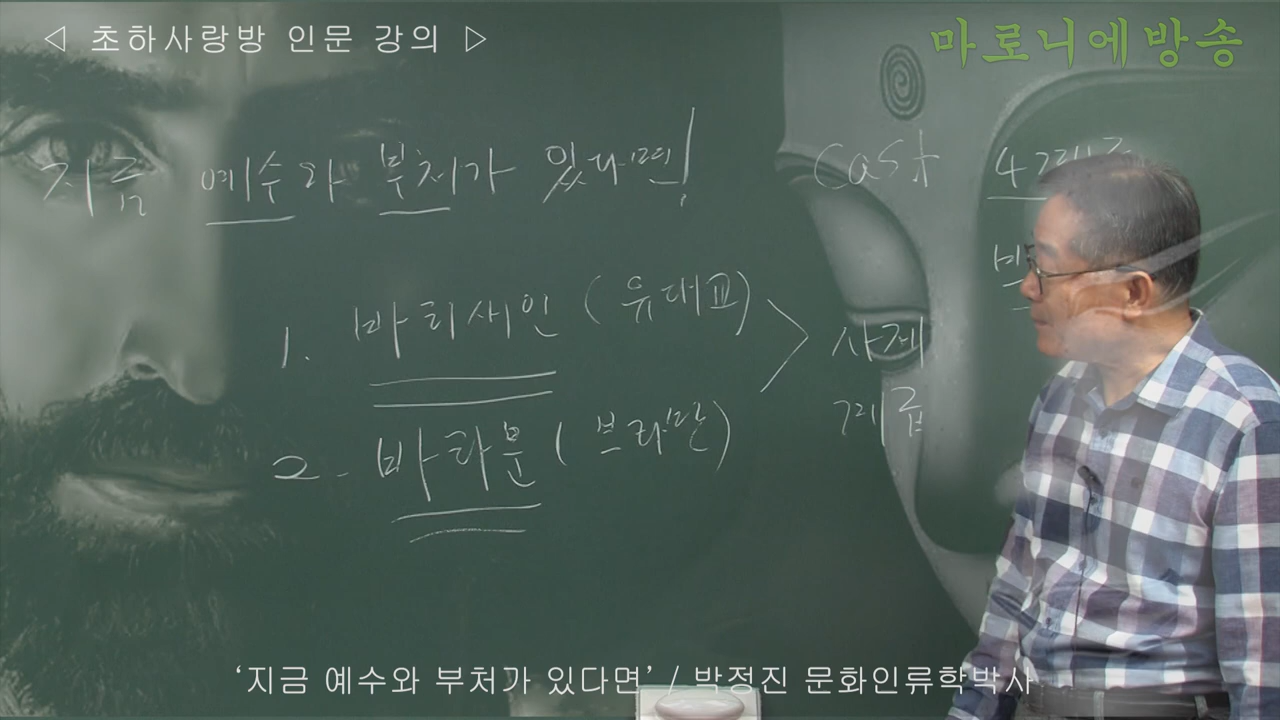 ◁ 초하사랑방 인문 강의 ▷
마로니에방송
지금 예수와 부처가 있다면!
Cast 4계
1. 바리새인 (유대교)
사제
계급
2. 바라문 (브라만)
‘지금 예수와 부처가 있다면’ / 박정진 문화인류학박사